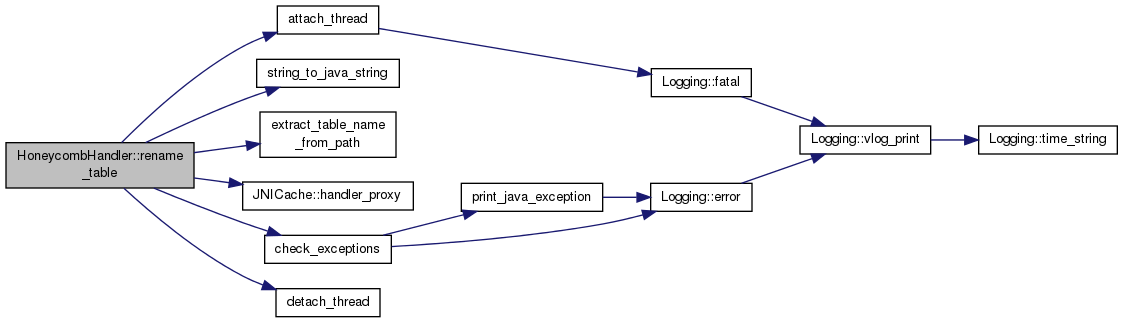 HoneycombHandler::rename
_table
attach_thread
string_to_java_string
extract_table_name
_from_path
JNICache::handler_proxy
check_exceptions
detach_thread
print_java_exception
Logging::fatal
Logging::error
Logging::vlog_print
Logging::time_string